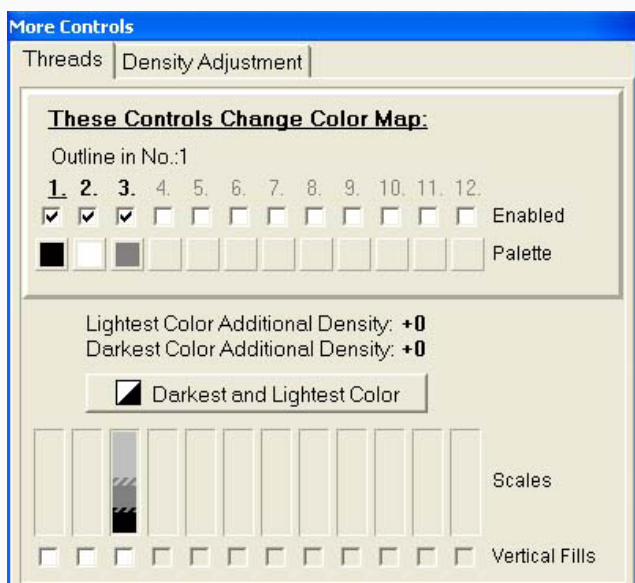 More Controls
Threads Density Adjustment
These Controls Change Color Map:
Outline in No.:1
1. 2. 3. 4. 5. 6. 7. 8. 9. 10. 11. 12.
Enabled
Palette
Lightest Color Additional Density: +0
Darkest Color Additional Density: +0
Darkest and Lightest Color
Scales
Vertical Fills